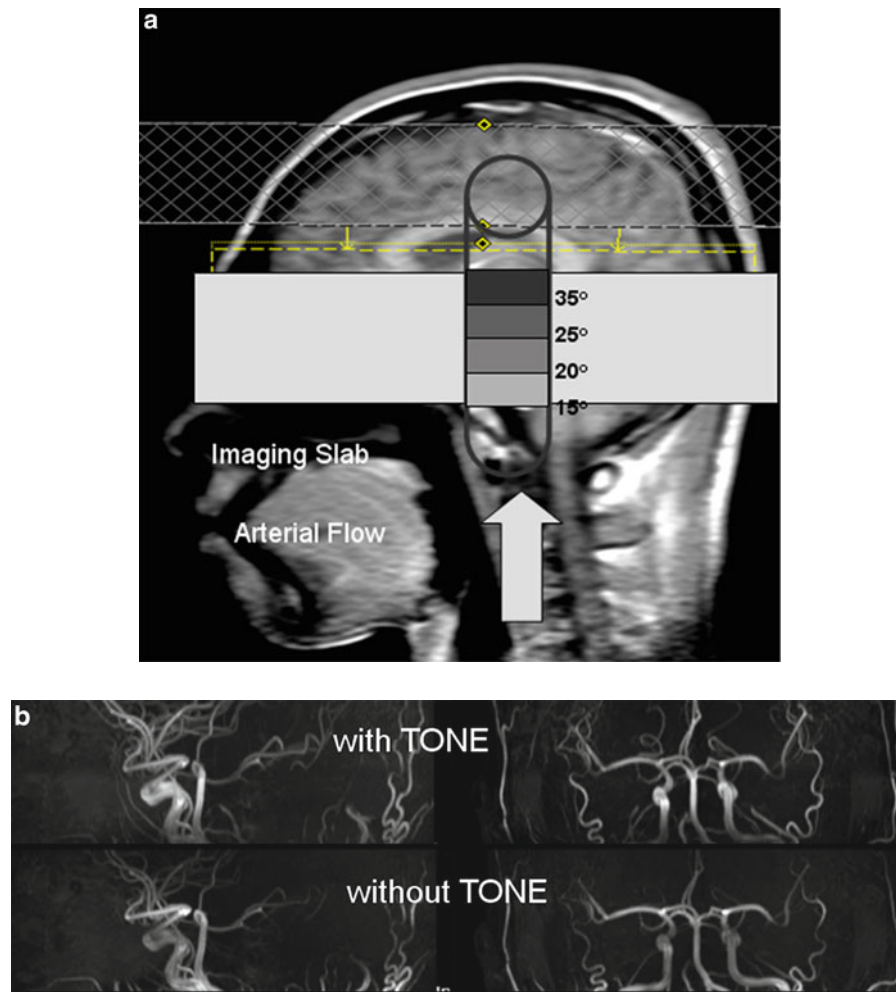 a
35°
25°
20°
15°
Imaging Slab
Arterial Flow
b
with TONE
without TONE